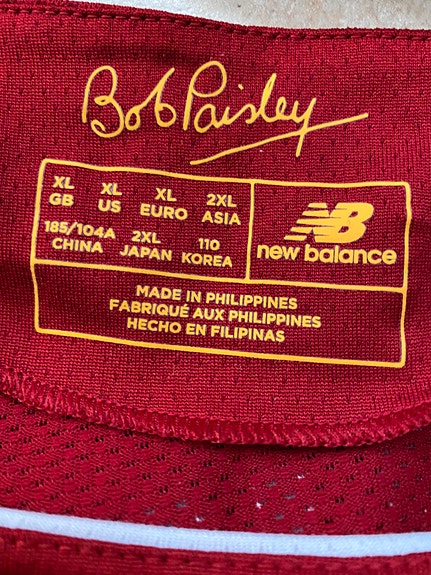 Bob Paisley
XL XL XL 2XL
GB US EURO ASIA
185/104A 2XL 110
CHINA JAPAN KOREA
NB
new balance
MADE IN PHILIPPINES
FABRIQUÉ AUX PHILIPPINES
HECHO EN FILIPINAS